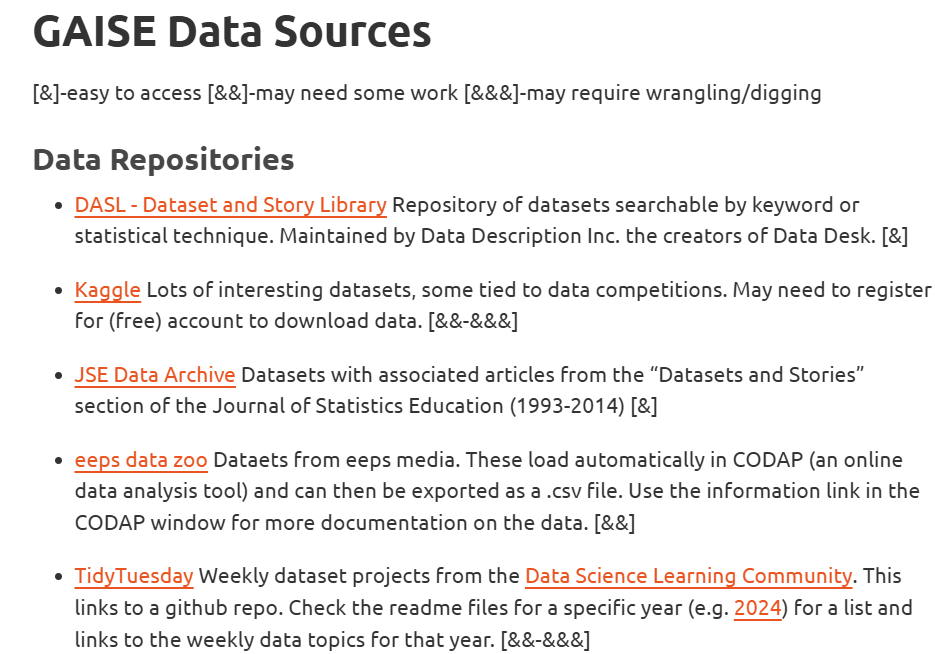 GAISE Data Sources
[&]-easy to access [&&]-may need some work [&&&]-may require wrangling/digging
Data Repositories
• DASL - Dataset and Story Library Repository of datasets searchable by keyword or
statistical technique. Maintained by Data Description Inc. the creators of Data Desk. [&]
• Kaggle Lots of interesting datasets, some tied to data competitions. May need to register
for (free) account to download data. [&&-&&&]
• JSE Data Archive Datasets with associated articles from the “Datasets and Stories”
section of the Journal of Statistics Education (1993-2014) [&]
• eeps data zoo Dataets from eeps media. These load automatically in CODAP (an online
data analysis tool) and can then be exported as a .csv file. Use the information link in the
CODAP window for more documentation on the data. [&&]
• TidyTuesday Weekly dataset projects from the Data Science Learning Community. This
links to a github repo. Check the readme files for a specific year (e.g. 2024) for a list and
links to the weekly data topics for that year. [&&-&&&]